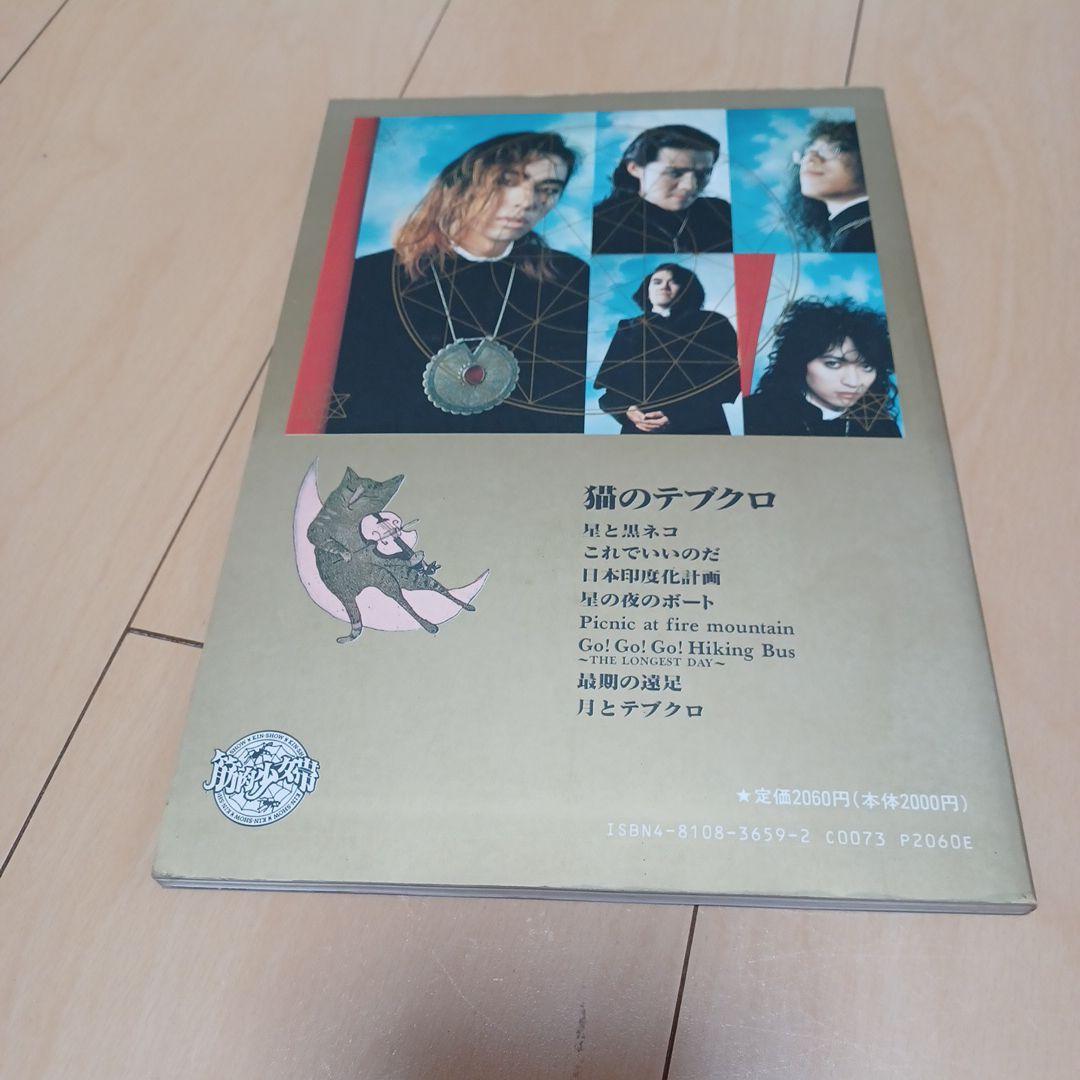 猫のテブクロ
星と黒ネコ
これでいいのだ
日本印度化計画
星の夜のボート
Picnic at fire mountain
Go! Go! Go! Hiking Bus
~THE LONGEST DAY~
最期の遠足
月とテブクロ
筋肉少女帯
★定価2060円(本体2000円)
ISBN4-8108-3659-2 C0073 P2060E